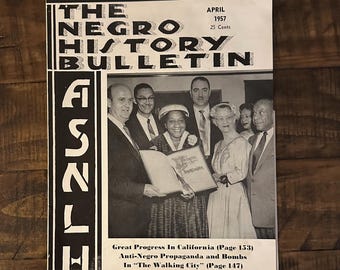 THE
NEGRO
HISTORY
BULLETIN
APRIL
1957
25 Cents
ASNLH
Great Progress In California (Page 153)
Anti-Negro Propaganda and Bombs
In "The Walking City" (Page 147)